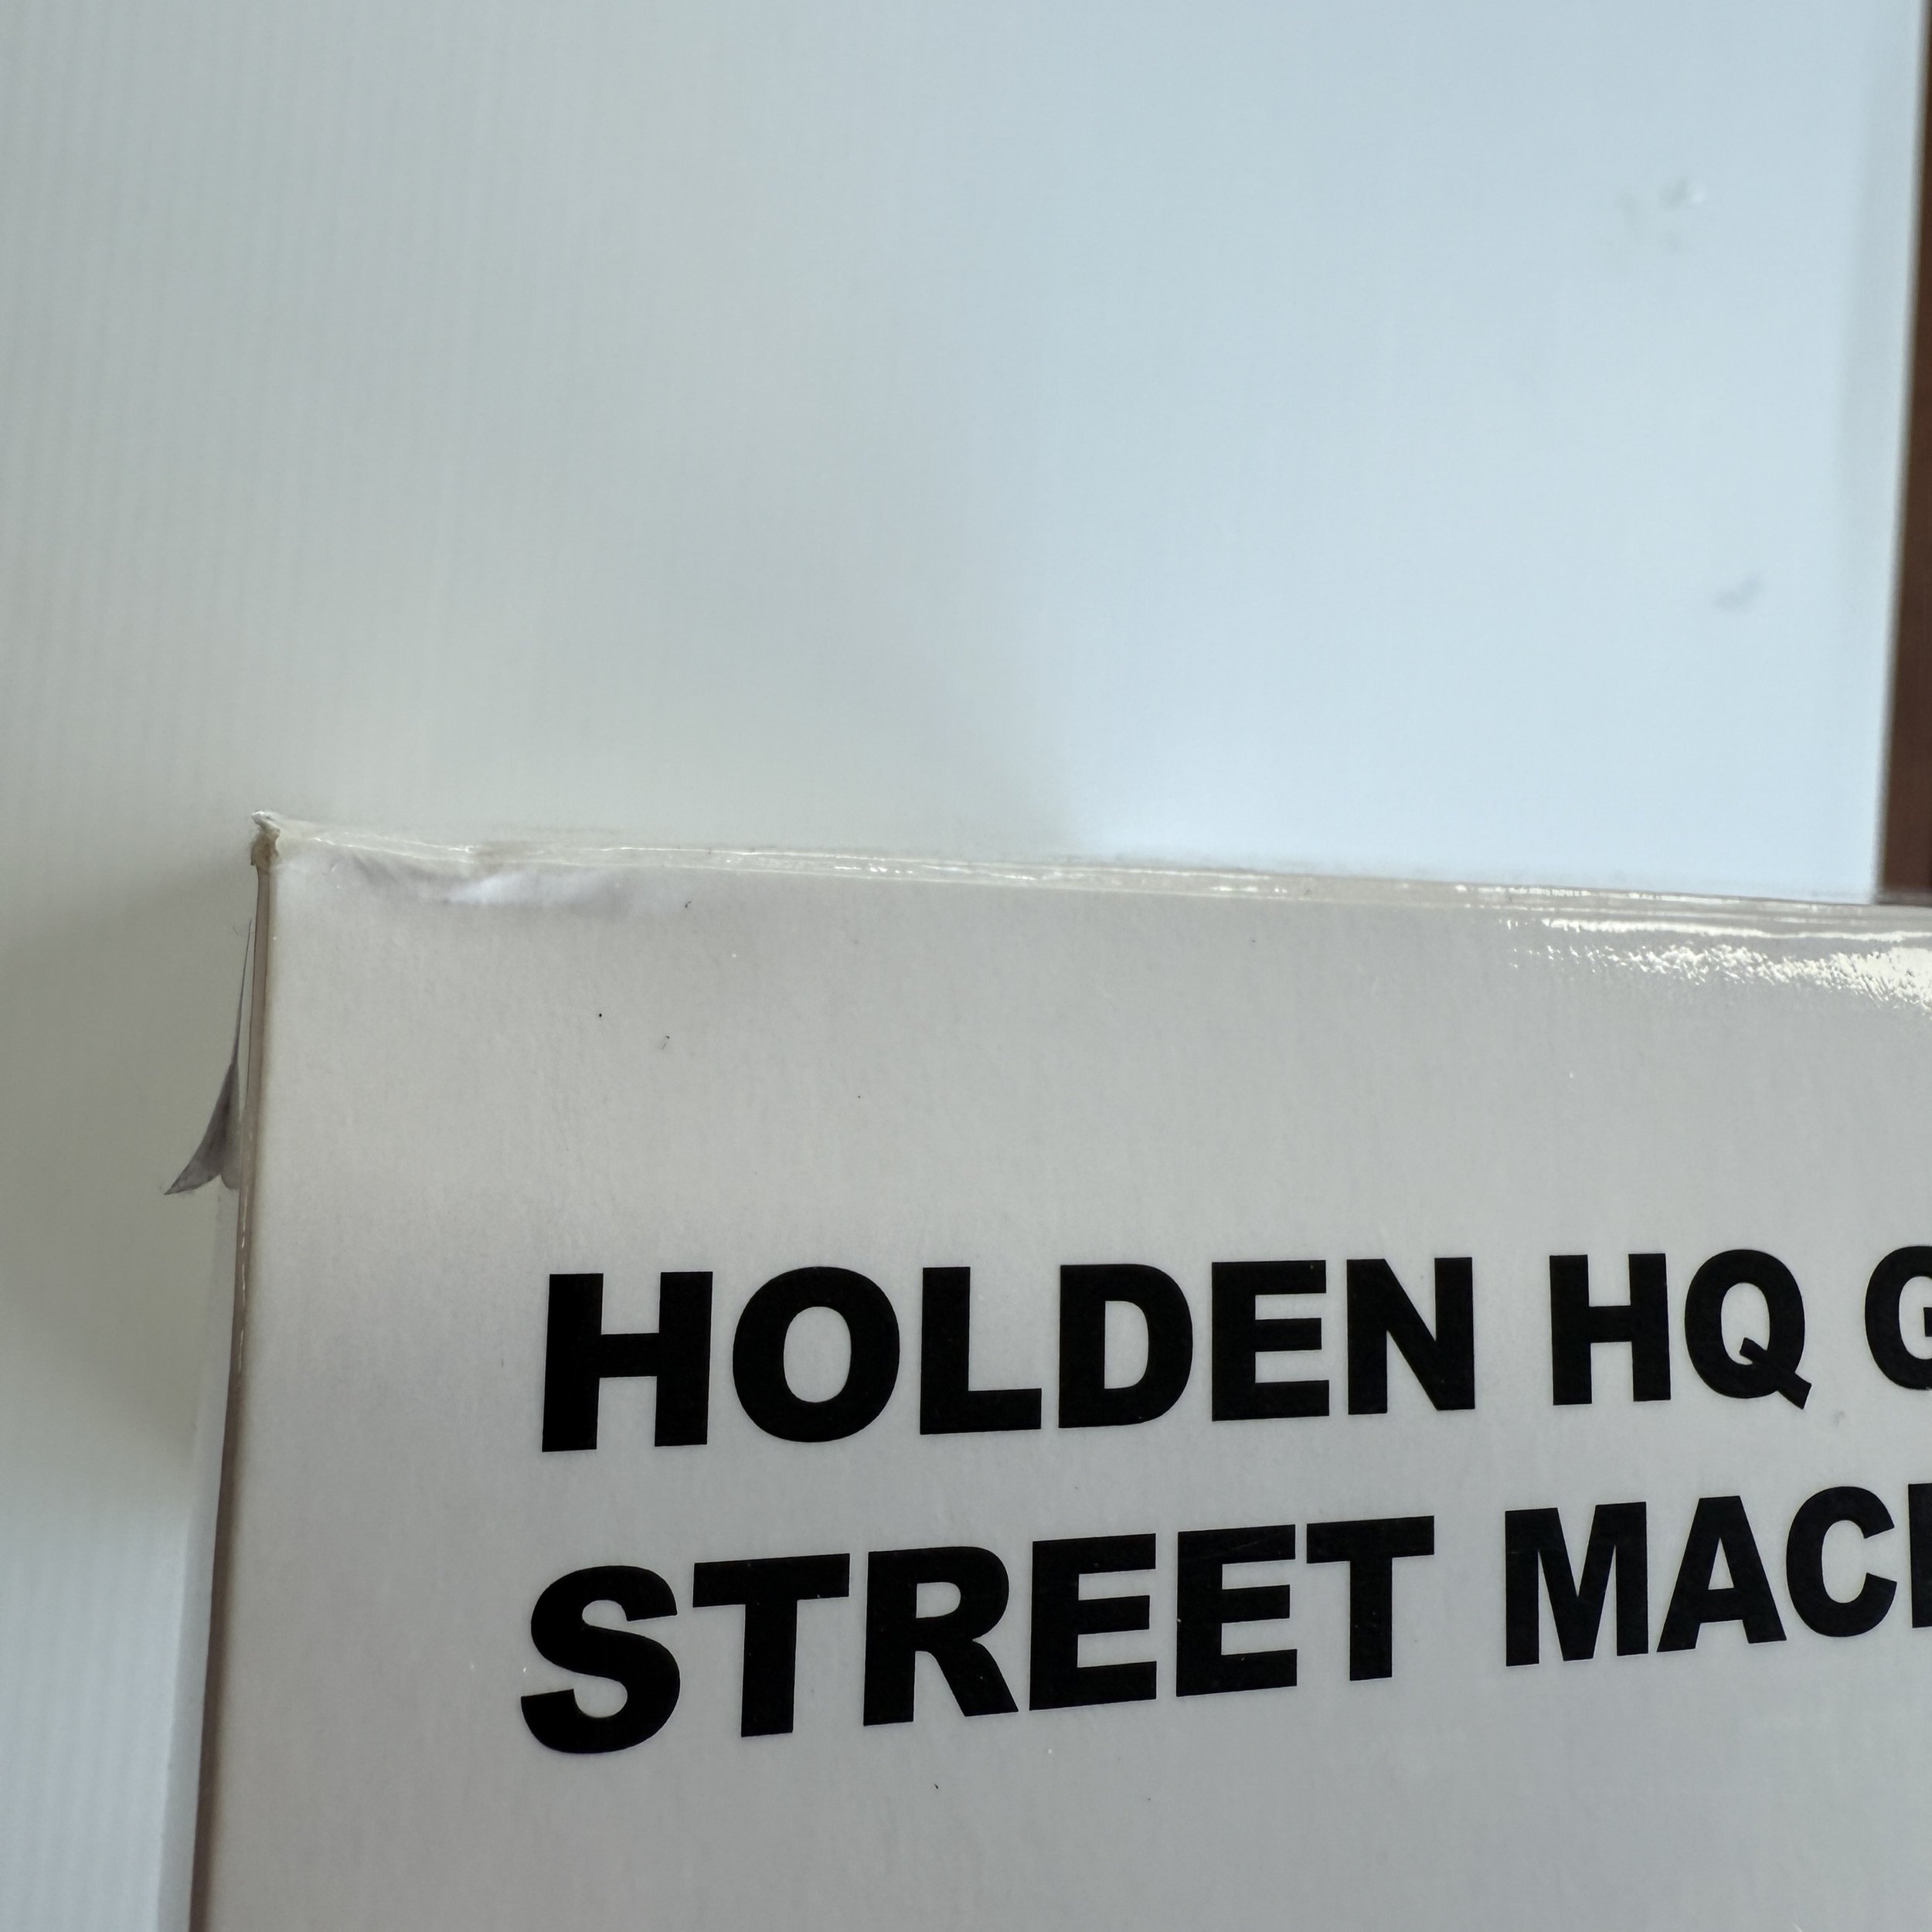 HOLDEN HQ G
STREET MAC